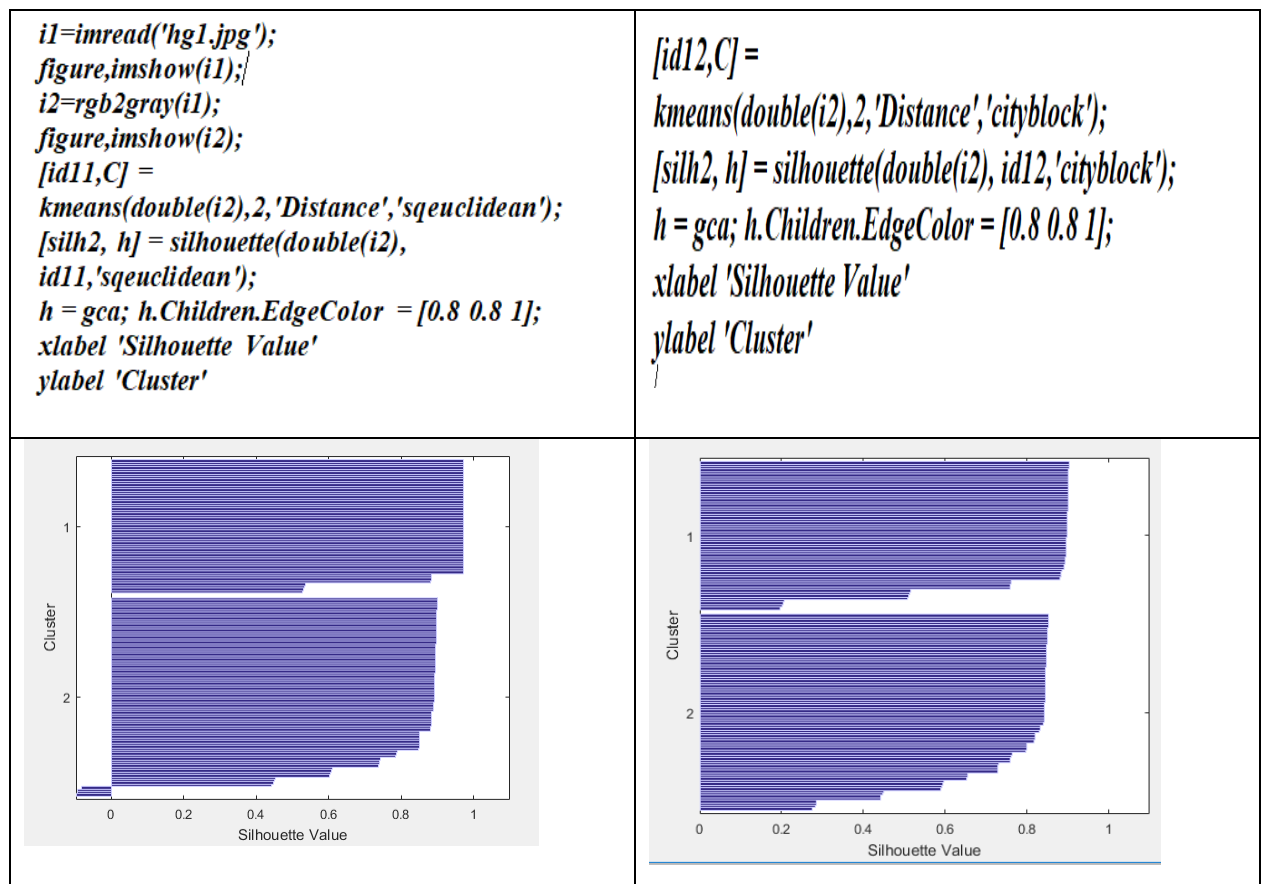 i1=imread('hg1.jpg');
figure,imshow(i1);
i2=rgb2gray(i1);
figure,imshow(i2);
[id11,C] =
kmeans(double(i2),2,'Distance','sqeuclidean');
[silh2, h] = silhouette(double(i2),
id11,'sqeuclidean');
h = gca; h.Children.EdgeColor = [0.8 0.8 1];
xlabel 'Silhouette Value'
ylabel 'Cluster'
[id12,C] =
kmeans(double(i2),2,'Distance','cityblock');
[silh2, h] = silhouette(double(i2), id12,'cityblock');
h = gca; h.Children.EdgeColor = [0.8 0.8 1];
xlabel 'Silhouette Value'
ylabel 'Cluster'
1
Cluster
2
0 0.2 0.4 0.6 0.8 1
Silhouette Value
1
Cluster
2
0 0.2 0.4 0.6 0.8 1
Silhouette Value